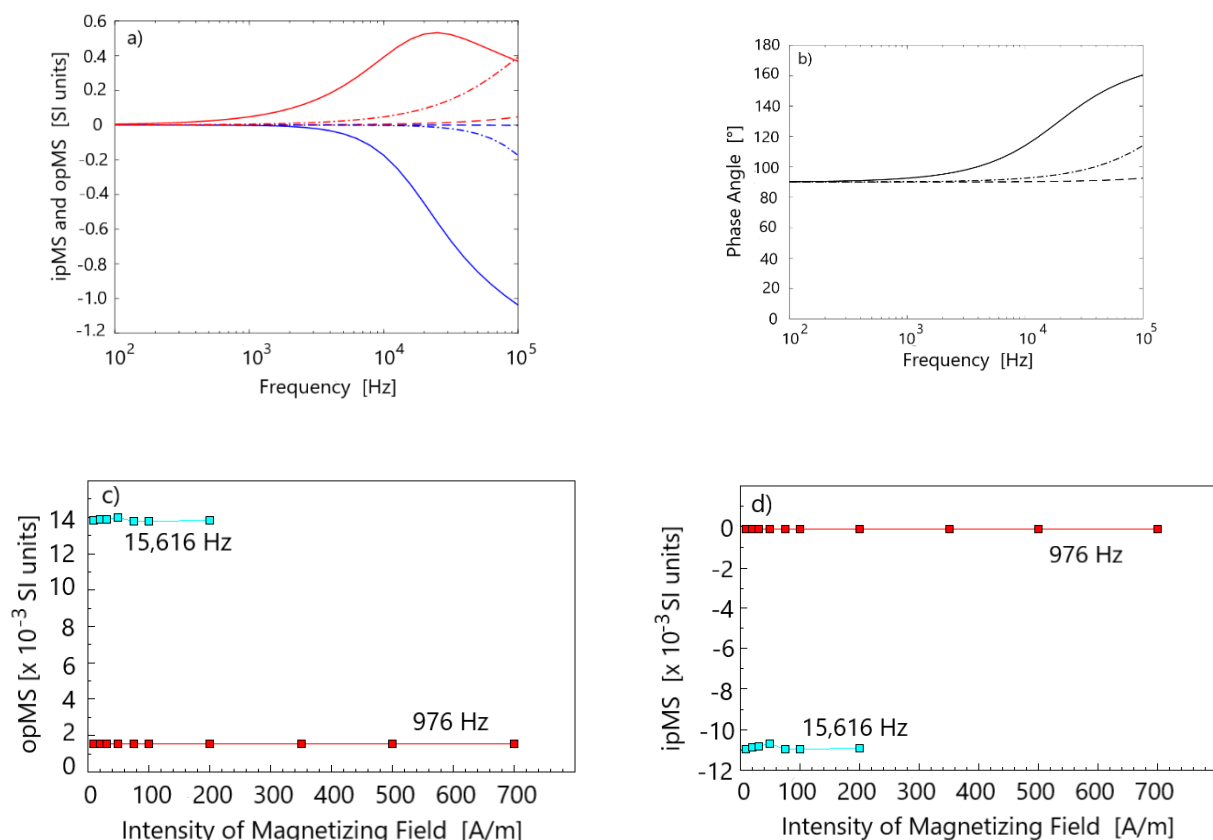 a)
ipMS and opMS [SI units]
0.6
0.4
0.2
0
-0.2
-0.4
-0.6
-0.8
-1.0
-1.2
10² 10³ 10⁴ 10⁵
Frequency [Hz]
b)
Phase Angle [°]
180
160
140
120
100
80
60
40
20
0
10² 10³ 10⁴ 10⁵
Frequency [Hz]
c)
opMS [x 10⁻³ SI units]
14
12
10
8
6
4
2
0
15,616 Hz
976 Hz
0 100 200 300 400 500 600 700
Intensity of Magnetizing Field [A/m]
d)
ipMS [x 10⁻³ SI units]
0
-2
-4
-6
-8
-10
-12
976 Hz
15,616 Hz
0 100 200 300 400 500 600 700
Intensity of Magnetizing Field [A/m]